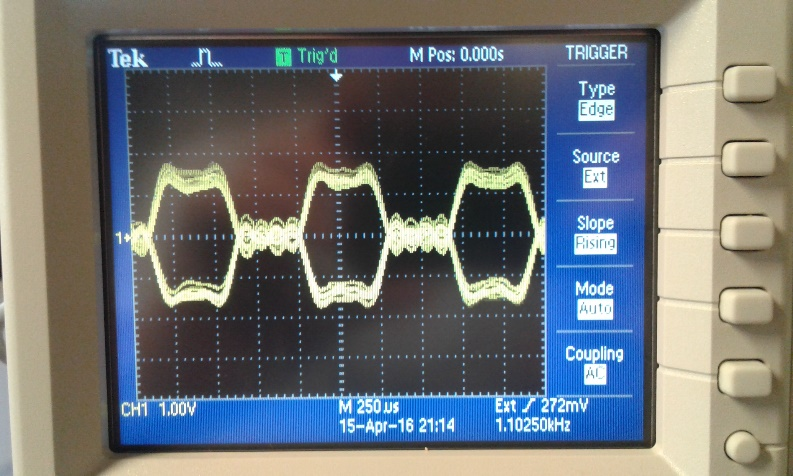 Tek T Trig'd M Pos: 0.000s TRIGGER
Type
Edge
Source
Ext
Slope
Rising
Mode
Auto
Coupling
AC
1+
CH1 1.00V M 250µs Ext ∕ 272mV
15-Apr-16 21:14 1.10250kHz